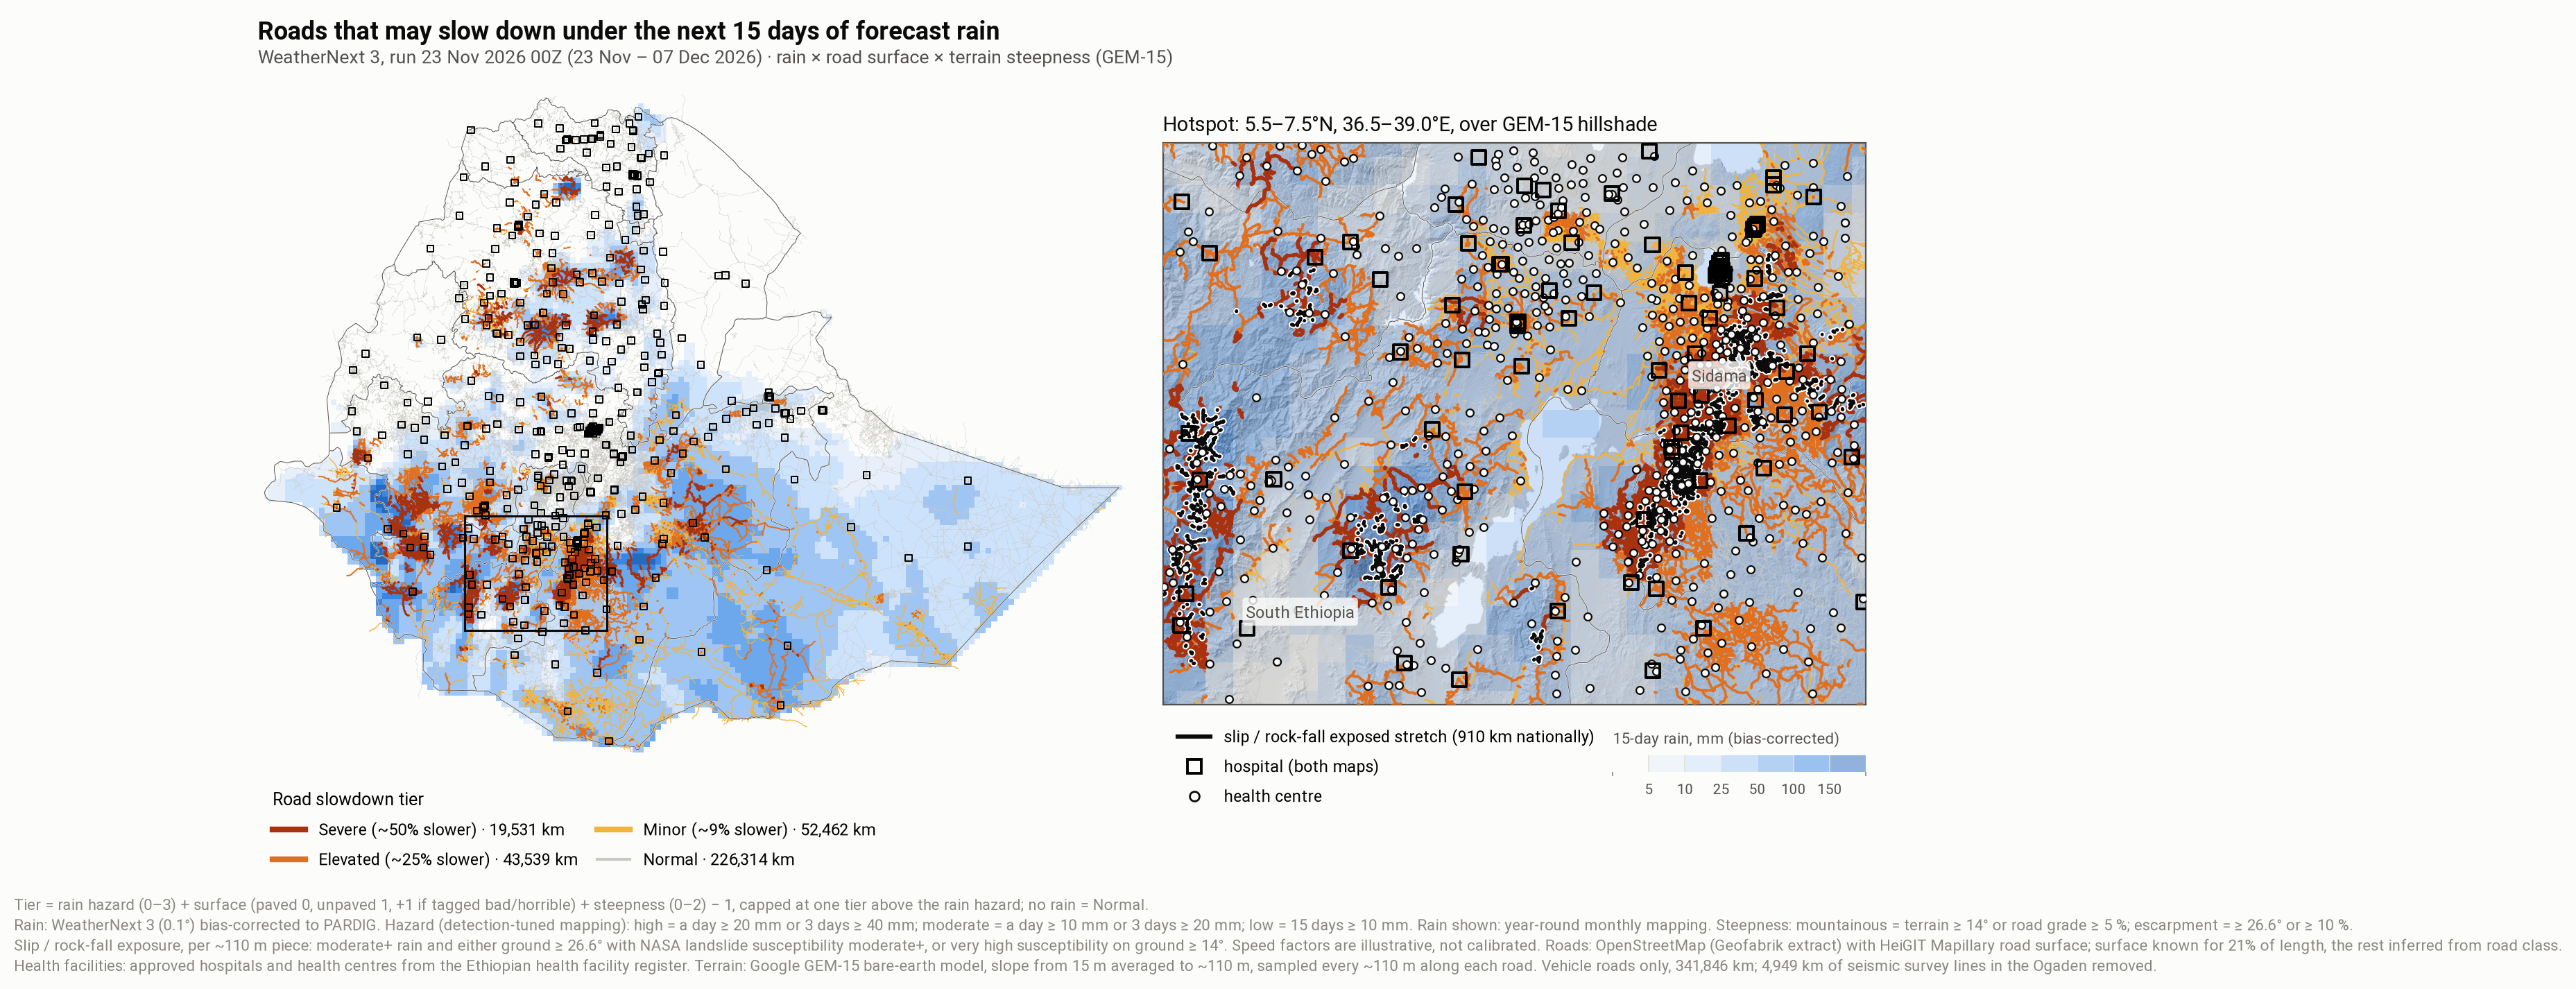 Roads that may slow down under the next 15 days of forecast rain
WeatherNext 3, run 23 Nov 2026 00Z (23 Nov – 07 Dec 2026) · rain × road surface × terrain steepness (GEM-15)
Hotspot: 5.5–7.5°N, 36.5–39.0°E, over GEM-15 hillshade
Sidama
South Ethiopia
slip / rock-fall exposed stretch (910 km nationally)
hospital (both maps)
health centre
15-day rain, mm (bias-corrected)
5 10 25 50 100 150
Road slowdown tier
Severe (~50% slower) · 19,531 km
Minor (~9% slower) · 52,462 km
Elevated (~25% slower) · 43,539 km
Normal · 226,314 km
Tier = rain hazard (0–3) + surface (paved 0, unpaved 1, +1 if tagged bad/horrible) + steepness (0–2) − 1, capped at one tier above the rain hazard; no rain = Normal.
Rain: WeatherNext 3 (0.1°) bias-corrected to PARDIG. Hazard (detection-tuned mapping): high = a day ≥ 20 mm or 3 days ≥ 40 mm; moderate = a day ≥ 10 mm or 3 days ≥ 20 mm; low = 15 days ≥ 10 mm. Rain shown: year-round monthly mapping. Steepness: mountainous = terrain ≥ 14° or road grade ≥ 5 %; escarpment = ≥ 26.6° or ≥ 10 %.
Slip / rock-fall exposure, per ~110 m piece: moderate+ rain and either ground ≥ 26.6° with NASA landslide susceptibility moderate+, or very high susceptibility on ground ≥ 14°. Speed factors are illustrative, not calibrated. Roads: OpenStreetMap (Geofabrik extract) with HeiGIT Mapillary road surface; surface known for 21% of length, the rest inferred from road class.
Health facilities: approved hospitals and health centres from the Ethiopian health facility register. Terrain: Google GEM-15 bare-earth model, slope from 15 m averaged to ~110 m, sampled every ~110 m along each road. Vehicle roads only, 341,846 km; 4,949 km of seismic survey lines in the Ogaden removed.